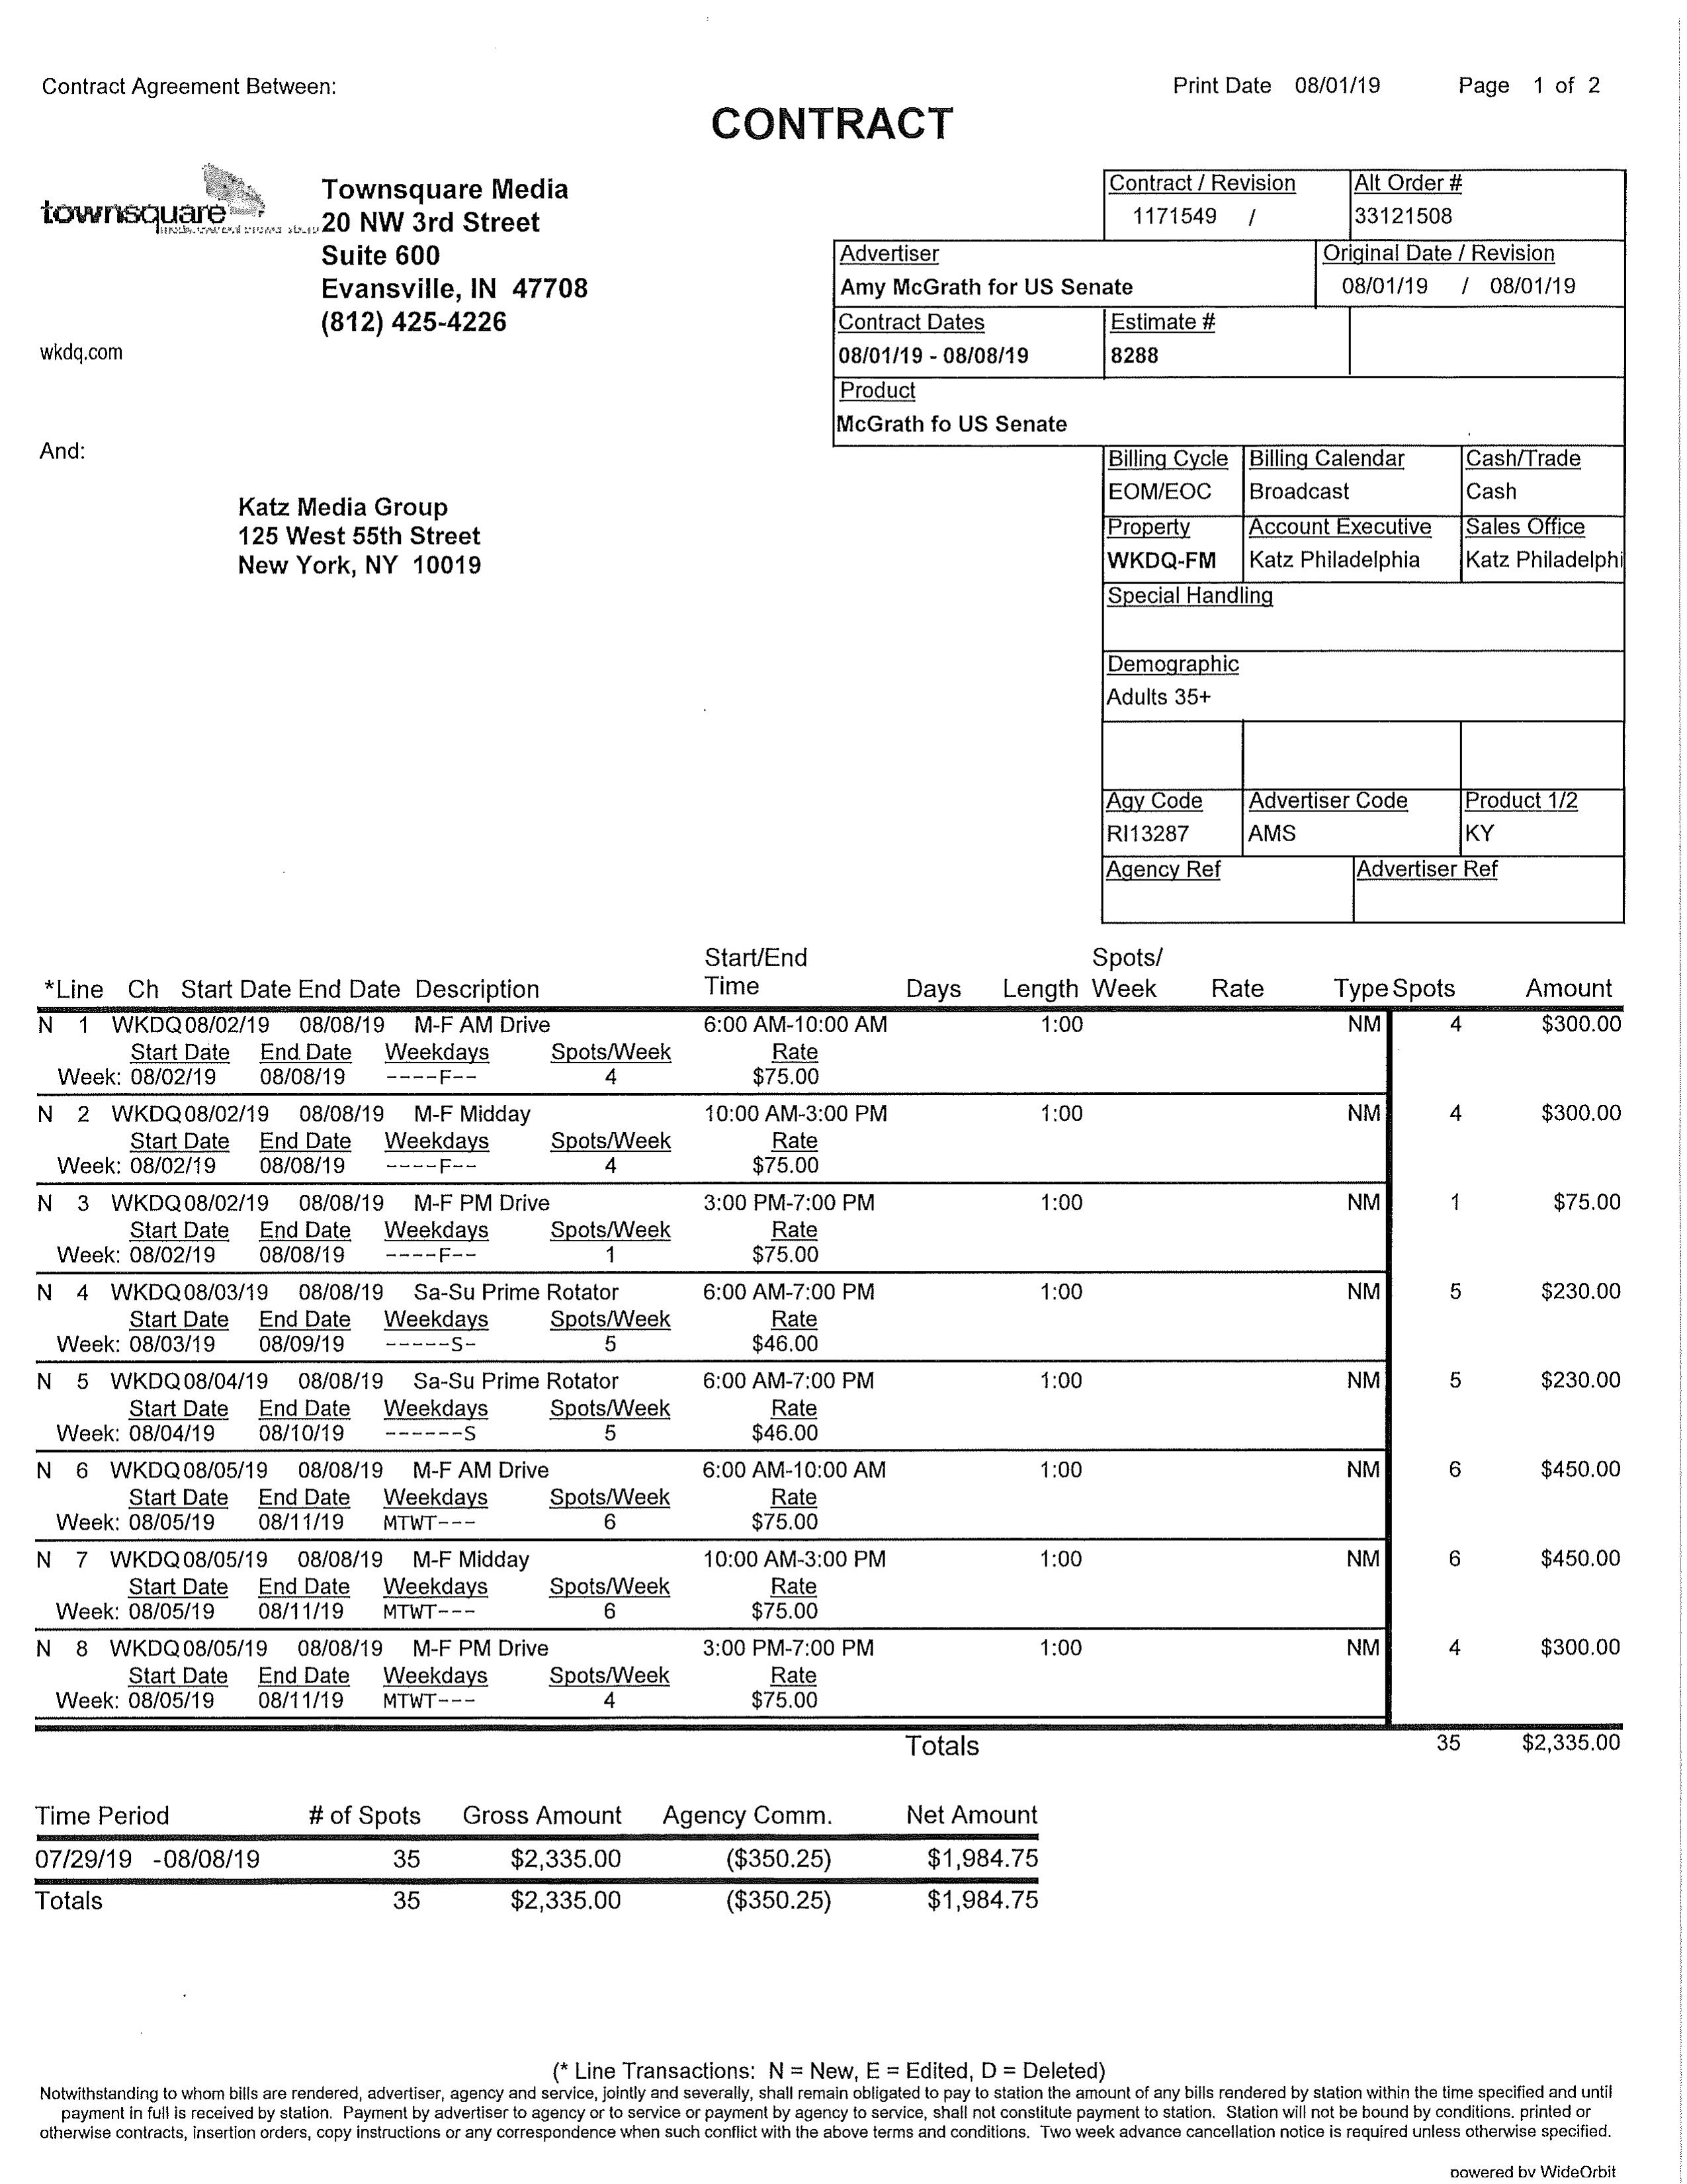 Contract Agreement Between:
Print Date 08/01/19 Page 1 of 2
CONTRACT
townsquare
Townsquare Media
20 NW 3rd Street
Suite 600
Evansville, IN 47708
(812) 425-4226
wkdq.com
And:
Katz Media Group
125 West 55th Street
New York, NY 10019
Contract / Revision Alt Order #
1171549 / 33121508
Advertiser Original Date / Revision
Amy McGrath for US Senate 08/01/19 / 08/01/19
Contract Dates Estimate #
08/01/19 - 08/08/19 8288
Product
McGrath fo US Senate
Billing Cycle Billing Calendar Cash/Trade
EOM/EOC Broadcast Cash
Property Account Executive Sales Office
WKDQ-FM Katz Philadelphia Katz Philadelphi
Special Handling
Demographic
Adults 35+
Agy Code Advertiser Code Product 1/2
RI13287 AMS KY
Agency Ref Advertiser Ref
Start/End Spots/
*Line Ch Start Date End Date Description Time Days Length Week Rate Type Spots Amount
N 1 WKDQ 08/02/19 08/08/19 M-F AM Drive 6:00 AM-10:00 AM 1:00 NM 4 $300.00
Start Date End Date Weekdays Spots/Week Rate
Week: 08/02/19 08/08/19 ----F-- 4 $75.00
N 2 WKDQ 08/02/19 08/08/19 M-F Midday 10:00 AM-3:00 PM 1:00 NM 4 $300.00
Start Date End Date Weekdays Spots/Week Rate
Week: 08/02/19 08/08/19 ----F-- 4 $75.00
N 3 WKDQ 08/02/19 08/08/19 M-F PM Drive 3:00 PM-7:00 PM 1:00 NM 1 $75.00
Start Date End Date Weekdays Spots/Week Rate
Week: 08/02/19 08/08/19 ----F-- 1 $75.00
N 4 WKDQ 08/03/19 08/08/19 Sa-Su Prime Rotator 6:00 AM-7:00 PM 1:00 NM 5 $230.00
Start Date End Date Weekdays Spots/Week Rate
Week: 08/03/19 08/09/19 -----S- 5 $46.00
N 5 WKDQ 08/04/19 08/08/19 Sa-Su Prime Rotator 6:00 AM-7:00 PM 1:00 NM 5 $230.00
Start Date End Date Weekdays Spots/Week Rate
Week: 08/04/19 08/10/19 ------S 5 $46.00
N 6 WKDQ 08/05/19 08/08/19 M-F AM Drive 6:00 AM-10:00 AM 1:00 NM 6 $450.00
Start Date End Date Weekdays Spots/Week Rate
Week: 08/05/19 08/11/19 MTWT--- 6 $75.00
N 7 WKDQ 08/05/19 08/08/19 M-F Midday 10:00 AM-3:00 PM 1:00 NM 6 $450.00
Start Date End Date Weekdays Spots/Week Rate
Week: 08/05/19 08/11/19 MTWT--- 6 $75.00
N 8 WKDQ 08/05/19 08/08/19 M-F PM Drive 3:00 PM-7:00 PM 1:00 NM 4 $300.00
Start Date End Date Weekdays Spots/Week Rate
Week: 08/05/19 08/11/19 MTWT--- 4 $75.00
Totals 35 $2,335.00
Time Period # of Spots Gross Amount Agency Comm. Net Amount
07/29/19 -08/08/19 35 $2,335.00 ($350.25) $1,984.75
Totals 35 $2,335.00 ($350.25) $1,984.75
(* Line Transactions: N = New, E = Edited, D = Deleted)
Notwithstanding to whom bills are rendered, advertiser, agency and service, jointly and severally, shall remain obligated to pay to station the amount of any bills rendered by station within the time specified and until
payment in full is received by station. Payment by advertiser to agency or to service or payment by agency to service, shall not constitute payment to station. Station will not be bound by conditions. printed or
otherwise contracts, insertion orders, copy instructions or any correspondence when such conflict with the above terms and conditions. Two week advance cancellation notice is required unless otherwise specified.
powered by WideOrbit